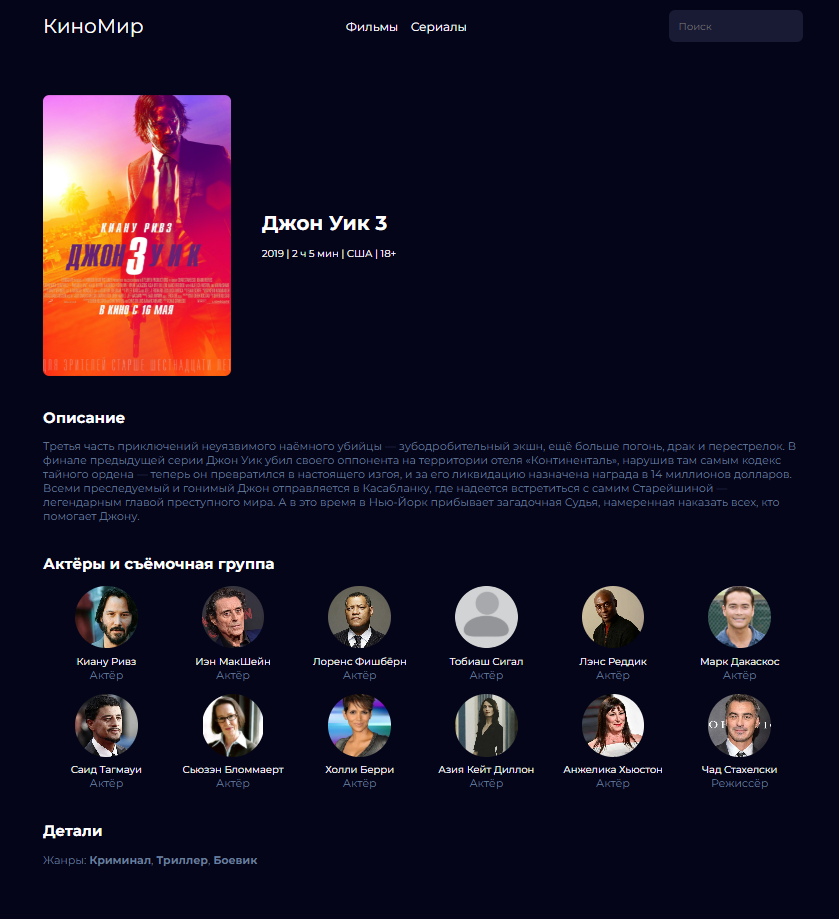 КиноМир
Фильмы Сериалы
Поиск
КИАНУ РИВЗ
ДЖОН 3 УИК
В КИНО С 16 МАЯ
Джон Уик 3
2019 | 2 ч 5 мин | США | 18+
Описание
Третья часть приключений неуязвимого наёмного убийцы — зубодробительный экшн, ещё больше погонь, драк и перестрелок. В
финале предыдущей серии Джон Уик убил своего оппонента на территории отеля «Континенталь», нарушив там самым кодекс
тайного ордена — теперь он превратился в настоящего изгоя, и за его ликвидацию назначена награда в 14 миллионов долларов.
Всеми преследуемый и гонимый Джон отправляется в Касабланку, где надеется встретиться с самим Старейшиной —
легендарным главой преступного мира. А в это время в Нью-Йорк прибывает загадочная Судья, намеренная наказать всех, кто
помогает Джону.
Актёры и съёмочная группа
Киану Ривз Иэн МакШейн Лоренс Фишбёрн Тобиаш Сигал Лэнс Реддик Марк Дакаскос
Актёр Актёр Актёр Актёр Актёр Актёр
Саид Тагмауи Сьюзэн Бломмаерт Холли Берри Азия Кейт Диллон Анжелика Хьюстон Чад Стахелски
Актёр Актёр Актёр Актёр Актёр Режиссёр
Детали
Жанры: Криминал, Триллер, Боевик